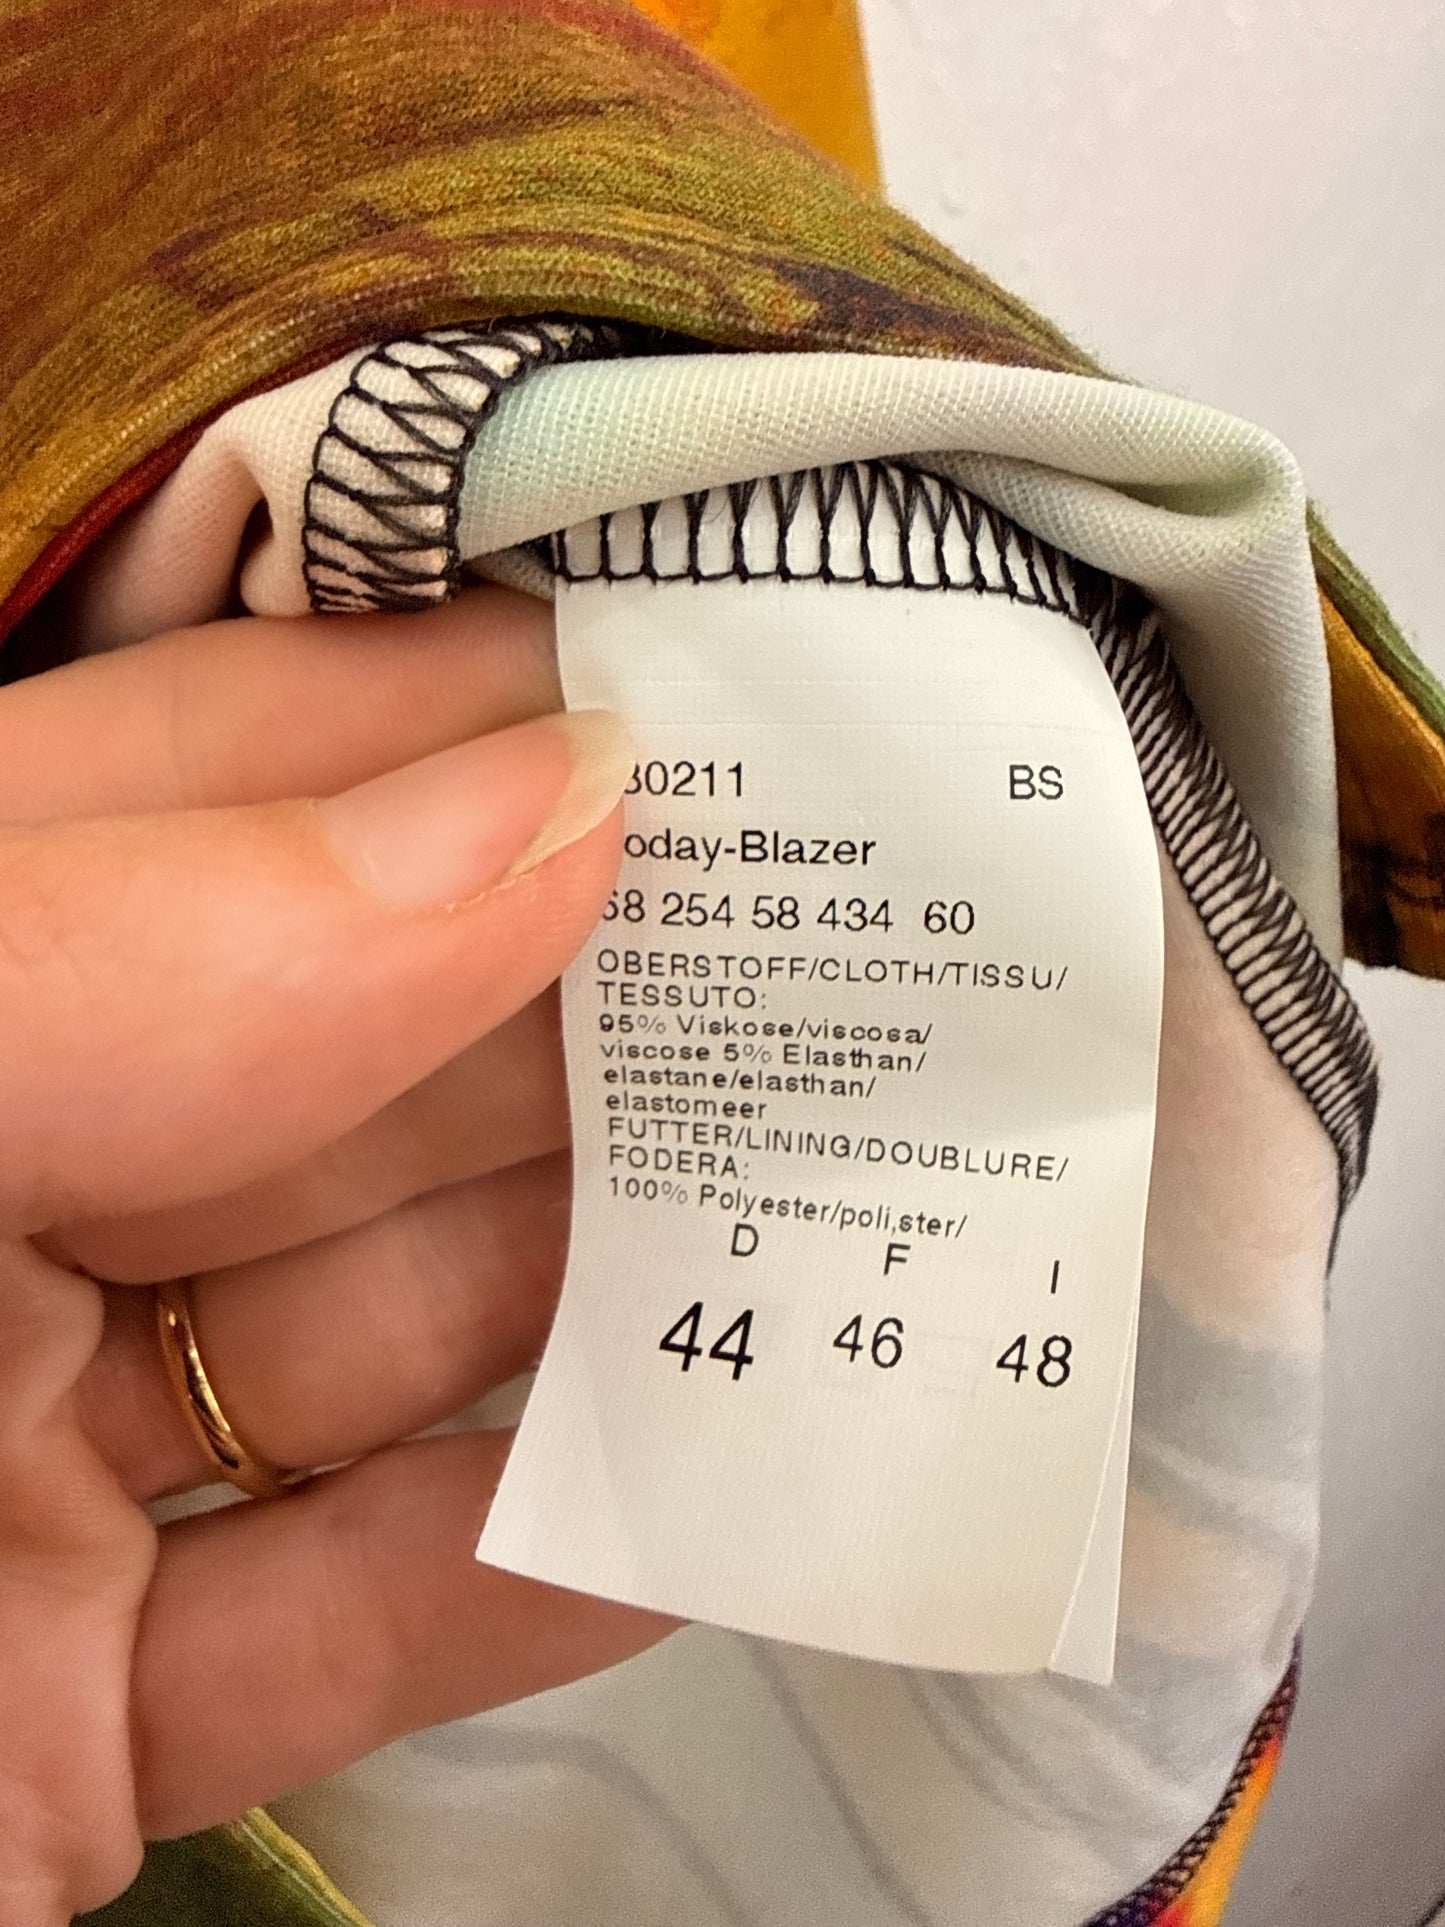 30211 BS
oday-Blazer
58 254 58 434 60
OBERSTOFF/CLOTH/TISSU/
TESSUTO:
95% Viskose/viscosa/
viscose 5% Elasthan/
elastane/elasthan/
elastomeer
FUTTER/LINING/DOUBLURE/
FODERA:
100% Polyester/poli,ster/
D F I
44 46 48